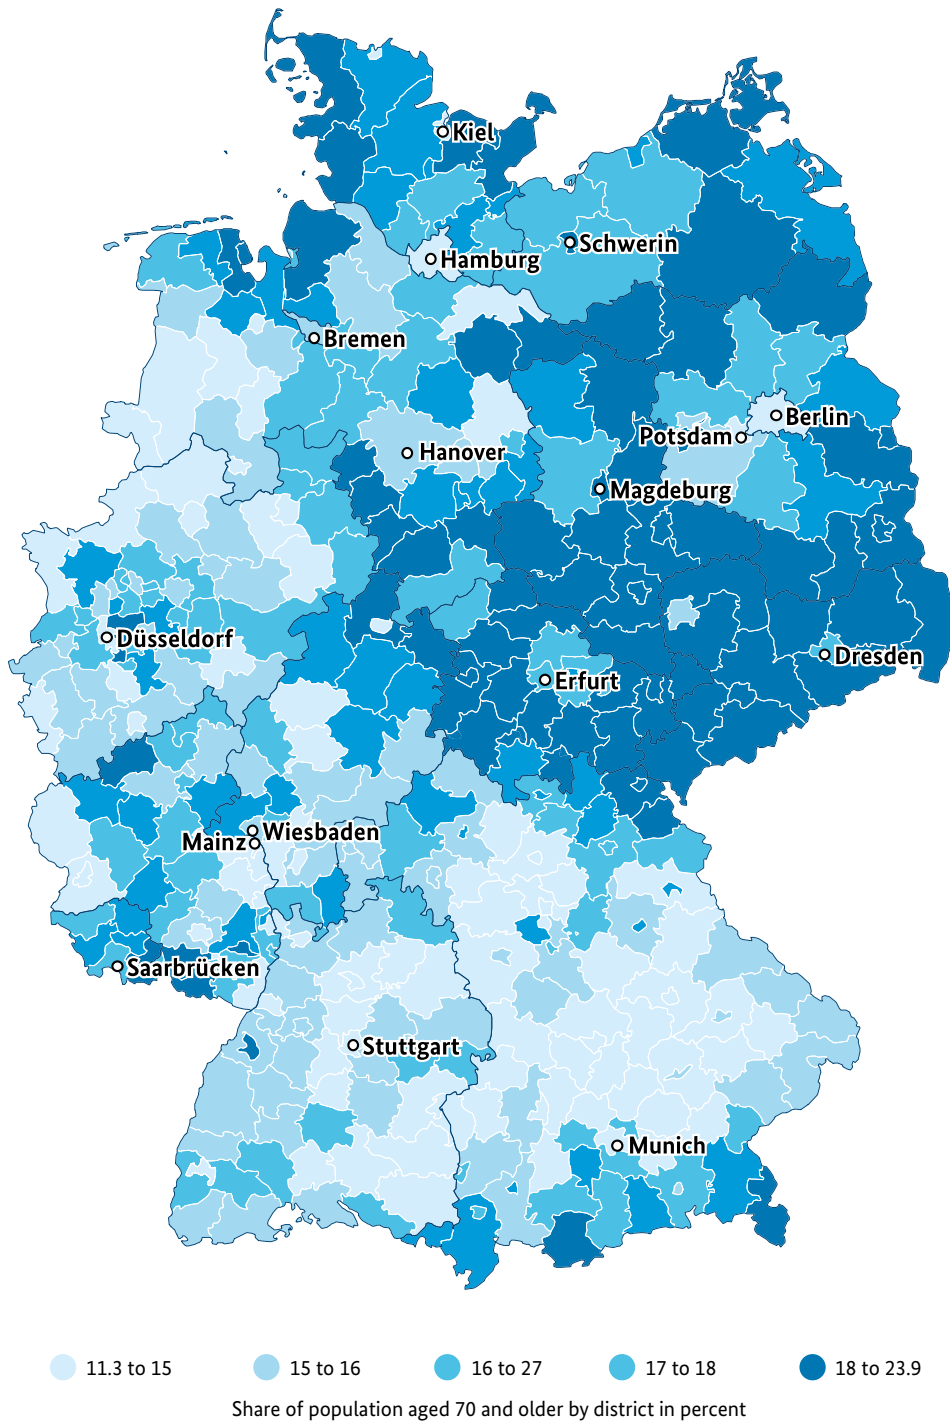 Kiel
Schwerin
Hamburg
Bremen
Berlin
Potsdam
Hanover
Magdeburg
Düsseldorf
Dresden
Erfurt
Wiesbaden
Mainz
Saarbrücken
Stuttgart
Munich
11.3 to 15 15 to 16 16 to 27 17 to 18 18 to 23.9
Share of population aged 70 and older by district in percent